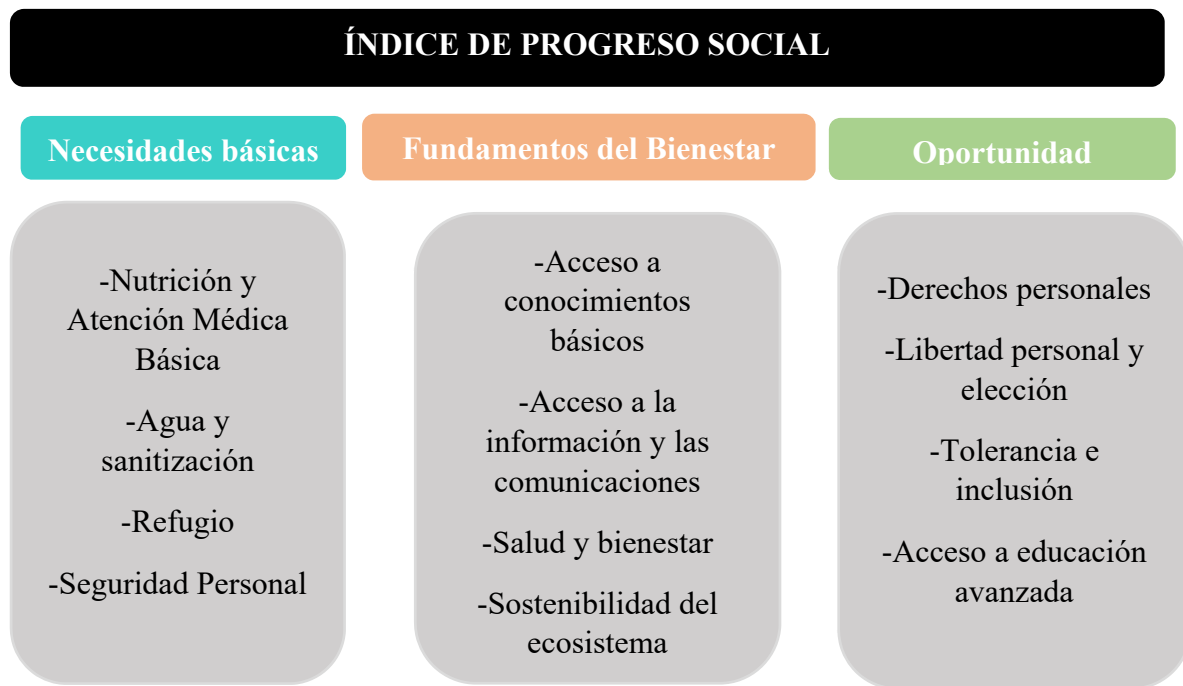 ÍNDICE DE PROGRESO SOCIAL
Necesidades básicas
Fundamentos del Bienestar
Oportunidad
-Nutrición y
Atención Médica
Básica
-Agua y
sanitización
-Refugio
-Seguridad Personal
-Acceso a
conocimientos
básicos
-Acceso a la
información y las
comunicaciones
-Salud y bienestar
-Sostenibilidad del
ecosistema
-Derechos personales
-Libertad personal y
elección
-Tolerancia e
inclusión
-Acceso a educación
avanzada